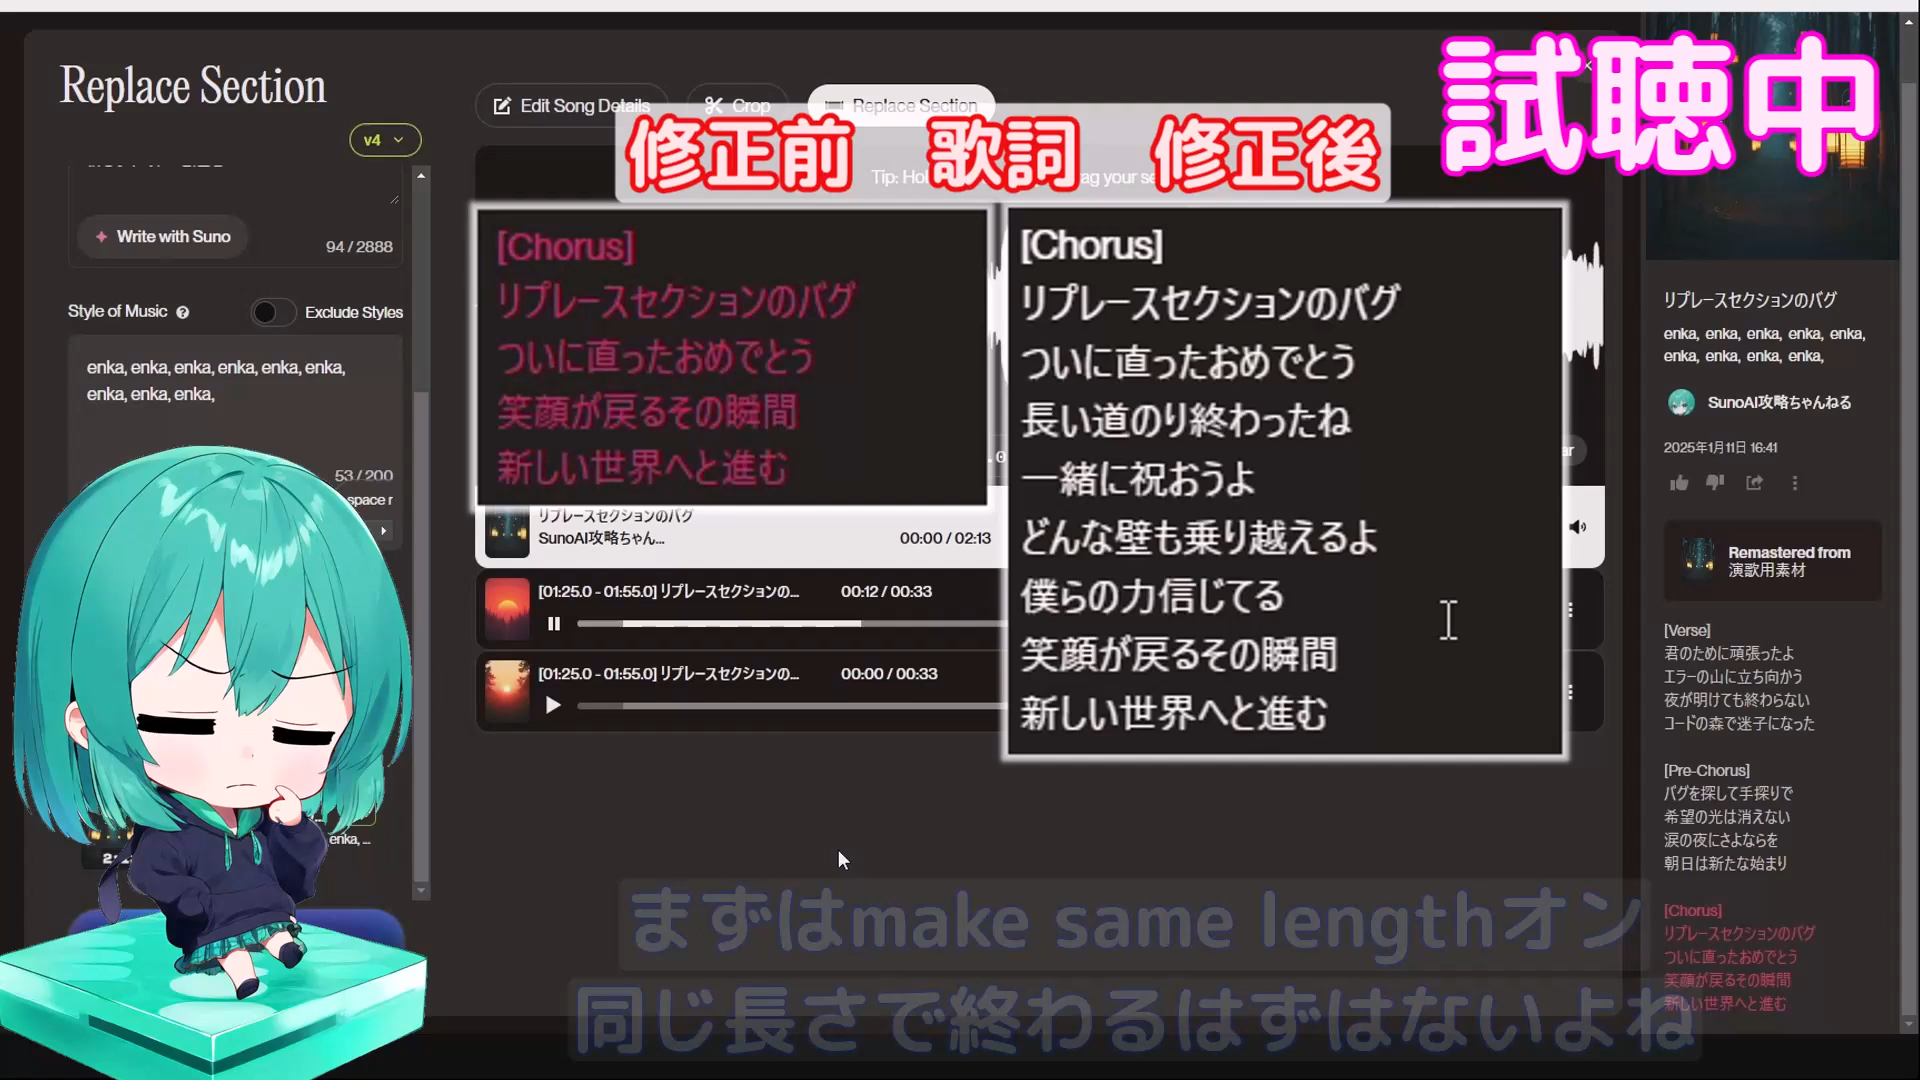 Replace Section
v4
Edit Song Details
Crop
Replace Section
試聴中
修正前 歌詞 修正後
Write with Suno
94 / 2888
Style of Music
Exclude Styles
enka, enka, enka, enka, enka, enka,
enka, enka, enka,
53 / 200
[Chorus]
リプレースセクションのバグ
ついに直ったおめでとう
笑顔が戻るその瞬間
新しい世界へと進む
[Chorus]
リプレースセクションのバグ
ついに直ったおめでとう
長い道のり終わったね
一緒に祝おうよ
どんな壁も乗り越えるよ
僕らの力信じてる
笑顔が戻るその瞬間
新しい世界へと進む
リプレースセクションのバグ
SunoAI攻略ちゃん...
00:00 / 02:13
[01:25.0 - 01:55.0] リプレースセクションの...
00:12 / 00:33
[01:25.0 - 01:55.0] リプレースセクションの...
00:00 / 00:33
enka, ...
まずはmake same lengthオン
同じ長さで終わるはずはないよね
リプレースセクションのバグ
enka, enka, enka, enka, enka,
enka, enka, enka, enka,
SunoAI攻略ちゃんねる
2025年1月11日 16:41
Remastered from
演歌用素材
[Verse]
君のために頑張ったよ
エラーの山に立ち向かう
夜が明けても終わらない
コードの森で迷子になった
[Pre-Chorus]
バグを探して手探りで
希望の光は消えない
涙の夜にさよならを
朝日は新たな始まり
[Chorus]
リプレースセクションのバグ
ついに直ったおめでとう
笑顔が戻るその瞬間
新しい世界へと進む